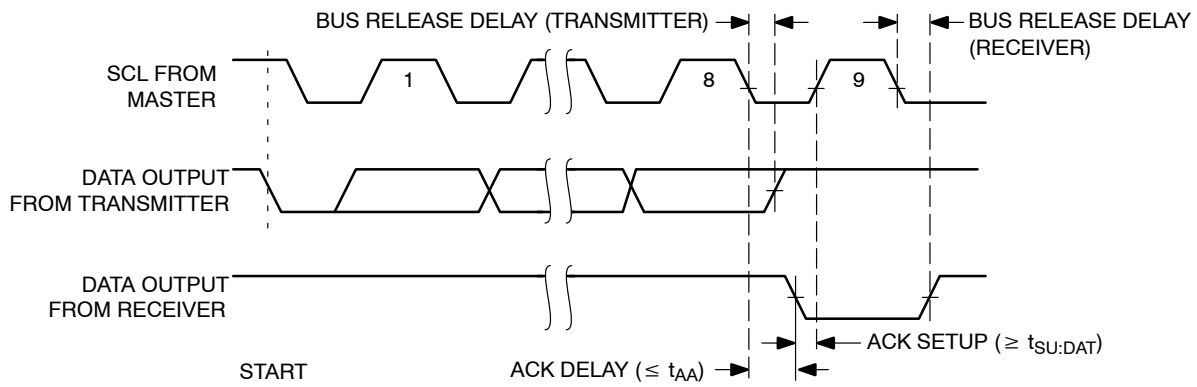 BUS RELEASE DELAY (TRANSMITTER)
BUS RELEASE DELAY
(RECEIVER)
SCL FROM
MASTER
1
8
9
DATA OUTPUT
FROM TRANSMITTER
DATA OUTPUT
FROM RECEIVER
ACK SETUP (≥ tSU:DAT)
START
ACK DELAY (≤ tAA)